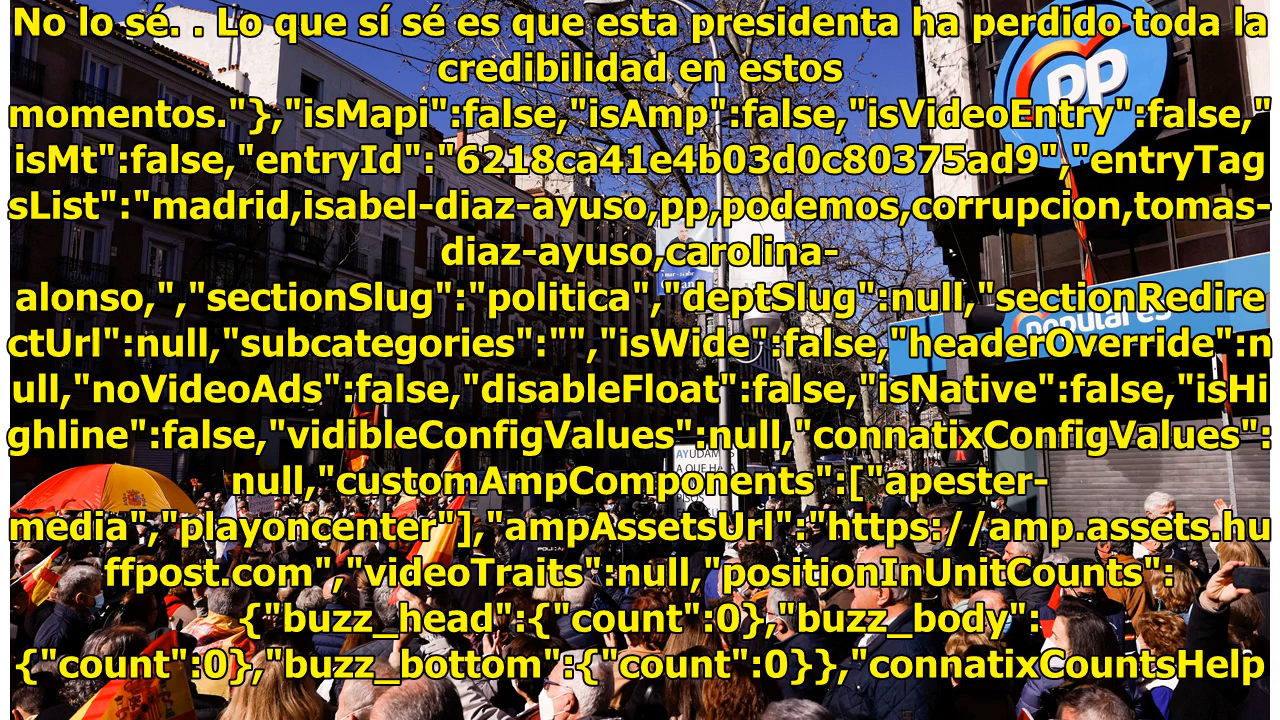 No lo sé. . Lo que sí sé es que esta presidenta ha perdido toda la
credibilidad en estos
momentos."},"isMapi":false,"isAmp":false,"isVideoEntry":false,"
isMt":false,"entryId":"6218ca41e4b03d0c80375ad9","entryTag
sList":"madrid,isabel-diaz-ayuso,pp,podemos,corrupcion,tomas-
diaz-ayuso,carolina-
alonso,","sectionSlug":"politica","deptSlug":null,"sectionRedire
ctUrl":null,"subcategories":"","isWide":false,"headerOverride":n
ull,"noVideoAds":false,"disableFloat":false,"isNative":false,"isHi
ghline":false,"vidibleConfigValues":null,"connatixConfigValues":
null,"customAmpComponents":["apester-
media","playoncenter"],"ampAssetsUrl":"https://amp.assets.hu
ffpost.com","videoTraits":null,"positionInUnitCounts":
{"buzz_head":{"count":0},"buzz_body":
{"count":0},"buzz_bottom":{"count":0}},"connatixCountsHelp
pp
populares